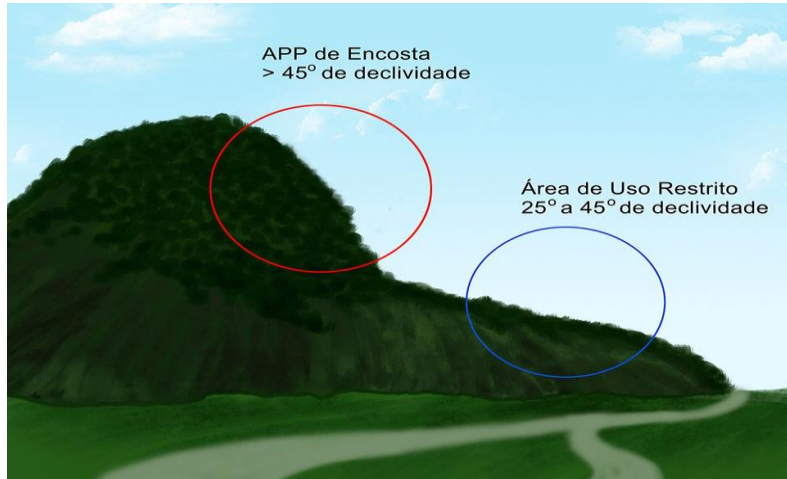 APP de Encosta
> 45º de declividade
Área de Uso Restrito
25º a 45º de declividade